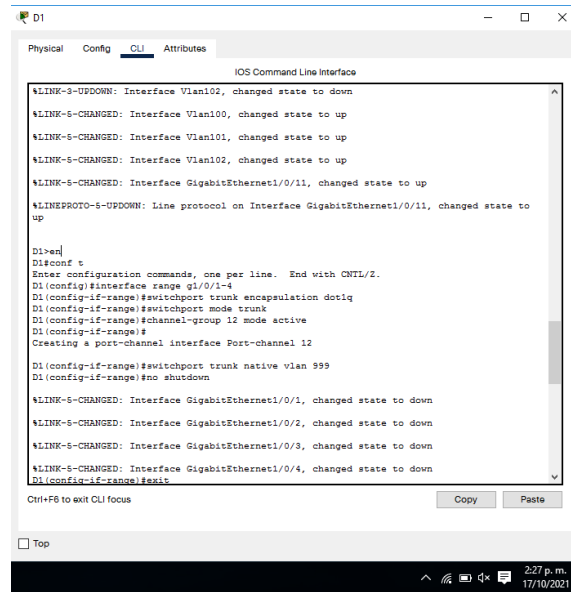 D1
Physical Config CLI Attributes
IOS Command Line Interface
%LINK-3-UPDOWN: Interface Vlan102, changed state to down
%LINK-5-CHANGED: Interface Vlan100, changed state to up
%LINK-5-CHANGED: Interface Vlan101, changed state to up
%LINK-5-CHANGED: Interface Vlan102, changed state to up
%LINK-5-CHANGED: Interface GigabitEthernet1/0/11, changed state to up
%LINEPROTO-5-UPDOWN: Line protocol on Interface GigabitEthernet1/0/11, changed state to
up
D1>en
D1#conf t
Enter configuration commands, one per line. End with CNTL/Z.
D1(config)#interface range g1/0/1-4
D1(config-if-range)#switchport trunk encapsulation dot1q
D1(config-if-range)#switchport mode trunk
D1(config-if-range)#channel-group 12 mode active
D1(config-if-range)#
Creating a port-channel interface Port-channel 12
D1(config-if-range)#switchport trunk native vlan 999
D1(config-if-range)#no shutdown
%LINK-5-CHANGED: Interface GigabitEthernet1/0/1, changed state to down
%LINK-5-CHANGED: Interface GigabitEthernet1/0/2, changed state to down
%LINK-5-CHANGED: Interface GigabitEthernet1/0/3, changed state to down
%LINK-5-CHANGED: Interface GigabitEthernet1/0/4, changed state to down
D1(config-if-range)#exit
Ctrl+F6 to exit CLI focus
Copy Paste
Top
2:27 p. m.
17/10/2021